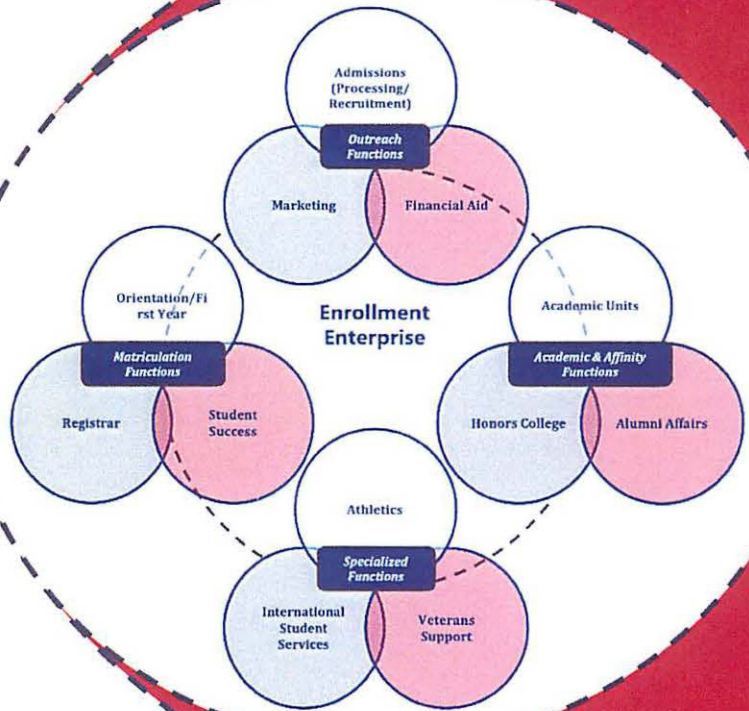 Admissions
(Processing/
Recruitment)
Outreach
Functions
Marketing
Financial Aid
Orientation/Fi
rst Year
Matriculation
Functions
Registrar
Student
Success
Enrollment
Enterprise
Academic Units
Academic & Affinity
Functions
Honors College
Alumni Affairs
Athletics
Specialized
Functions
International
Student
Services
Veterans
Support